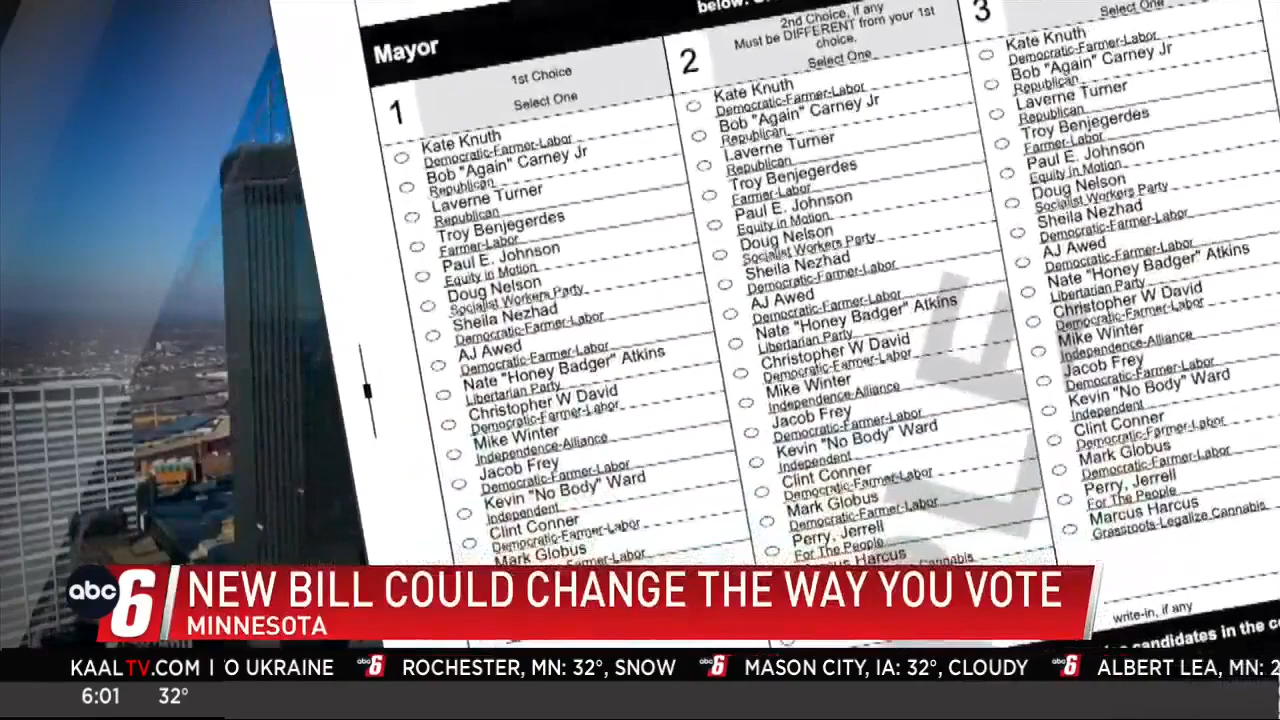 below.
Mayor
1
1st Choice
Select One
Kate Knuth
Democratic-Farmer-Labor
Bob "Again" Carney Jr
Republican
Laverne Turner
Republican
Troy Benjegerdes
Farmer-Labor
Paul E. Johnson
Equity in Motion
Doug Nelson
Socialist Workers Party
Sheila Nezhad
Democratic-Farmer-Labor
AJ Awed
Democratic-Farmer-Labor
Nate "Honey Badger" Atkins
Libertarian Party
Christopher W David
Democratic-Farmer-Labor
Mike Winter
Independence-Alliance
Jacob Frey
Democratic-Farmer-Labor
Kevin "No Body" Ward
Independent
Clint Conner
Democratic-Farmer-Labor
Mark Globus
Farmer-Labor
2
2nd Choice, if any
Must be DIFFERENT from your 1st
choice.
Select One
Kate Knuth
Democratic-Farmer-Labor
Bob "Again" Carney Jr
Republican
Laverne Turner
Republican
Troy Benjegerdes
Farmer-Labor
Paul E. Johnson
Equity in Motion
Doug Nelson
Socialist Workers Party
Sheila Nezhad
Democratic-Farmer-Labor
AJ Awed
Democratic-Farmer-Labor
Nate "Honey Badger" Atkins
Libertarian Party
Christopher W David
Democratic-Farmer-Labor
Mike Winter
Independence-Alliance
Jacob Frey
Democratic-Farmer-Labor
Kevin "No Body" Ward
Independent
Clint Conner
Democratic-Farmer-Labor
Mark Globus
Democratic-Farmer-Labor
Perry, Jerrell
For The People
Harcus
Cannabis
3
Select One
Kate Knuth
Democratic-Farmer-Labor
Bob "Again" Carney Jr
Republican
Laverne Turner
Republican
Troy Benjegerdes
Farmer-Labor
Paul E. Johnson
Equity in Motion
Doug Nelson
Socialist Workers Party
Sheila Nezhad
Democratic-Farmer-Labor
AJ Awed
Democratic-Farmer-Labor
Nate "Honey Badger" Atkins
Libertarian Party
Christopher W David
Democratic-Farmer-Labor
Mike Winter
Independence-Alliance
Jacob Frey
Democratic-Farmer-Labor
Kevin "No Body" Ward
Independent
Clint Conner
Democratic-Farmer-Labor
Mark Globus
Democratic-Farmer-Labor
Perry, Jerrell
For The People
Marcus Harcus
Grassroots-Legalize Cannabis
write-in, if any
candidates in the
abc 6
NEW BILL COULD CHANGE THE WAY YOU VOTE
MINNESOTA
KAALTV.COM | O UKRAINE abc 6 ROCHESTER, MN: 32°, SNOW abc 6 MASON CITY, IA: 32°, CLOUDY abc 6 ALBERT LEA, MN: 2
6:01 32°